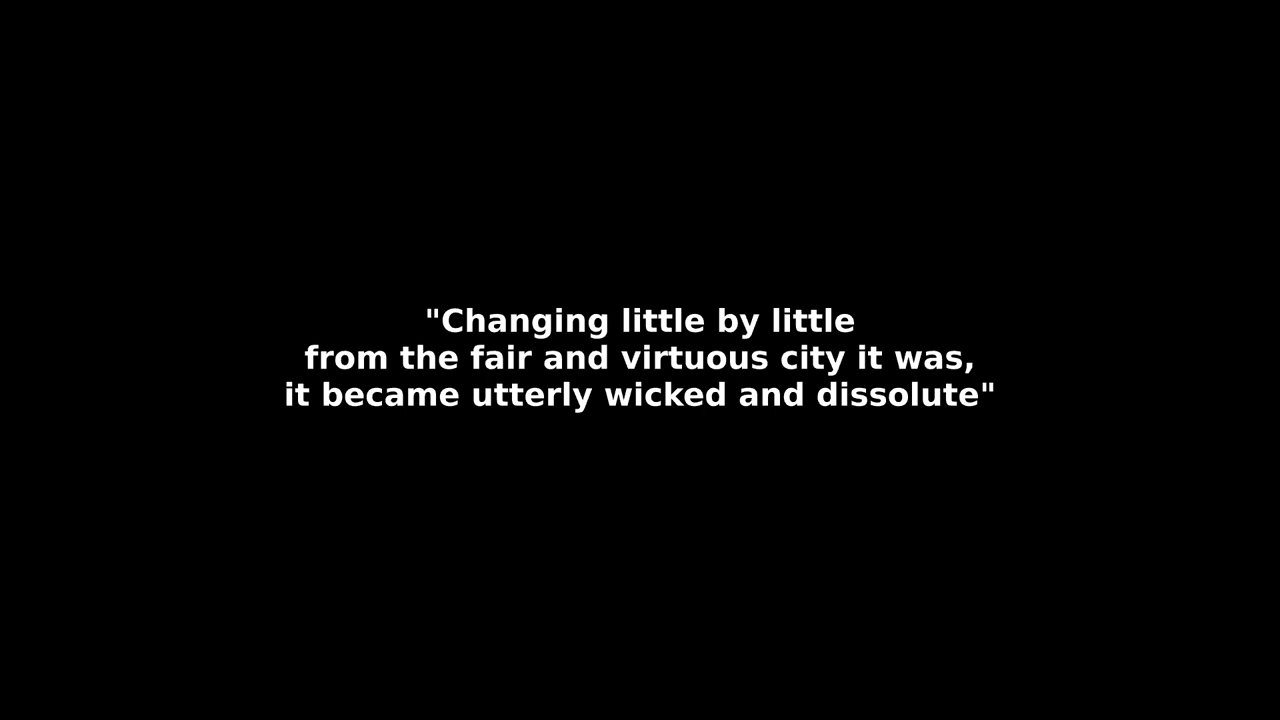 "Changing little by little
from the fair and virtuous city it was,
it became utterly wicked and dissolute"